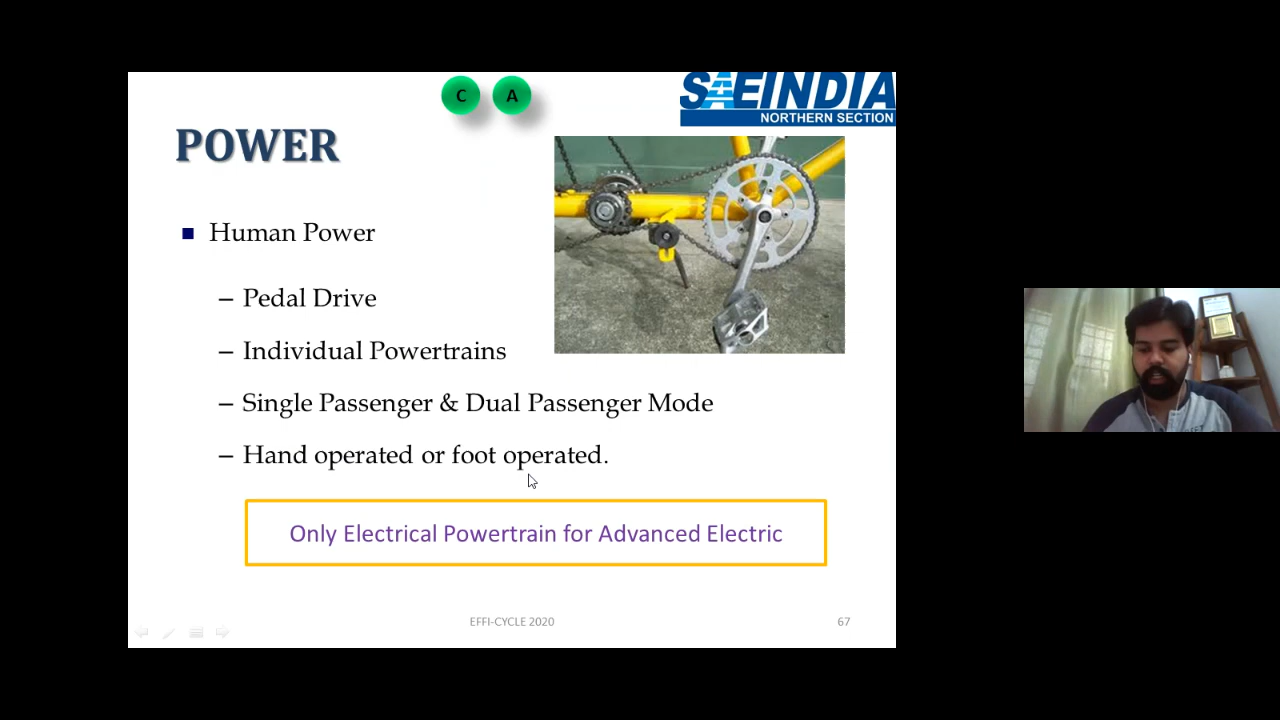 C A
SAEINDIA
NORTHERN SECTION
POWER
Human Power
– Pedal Drive
– Individual Powertrains
– Single Passenger & Dual Passenger Mode
– Hand operated or foot operated.
Only Electrical Powertrain for Advanced Electric
EFFI-CYCLE 2020
67